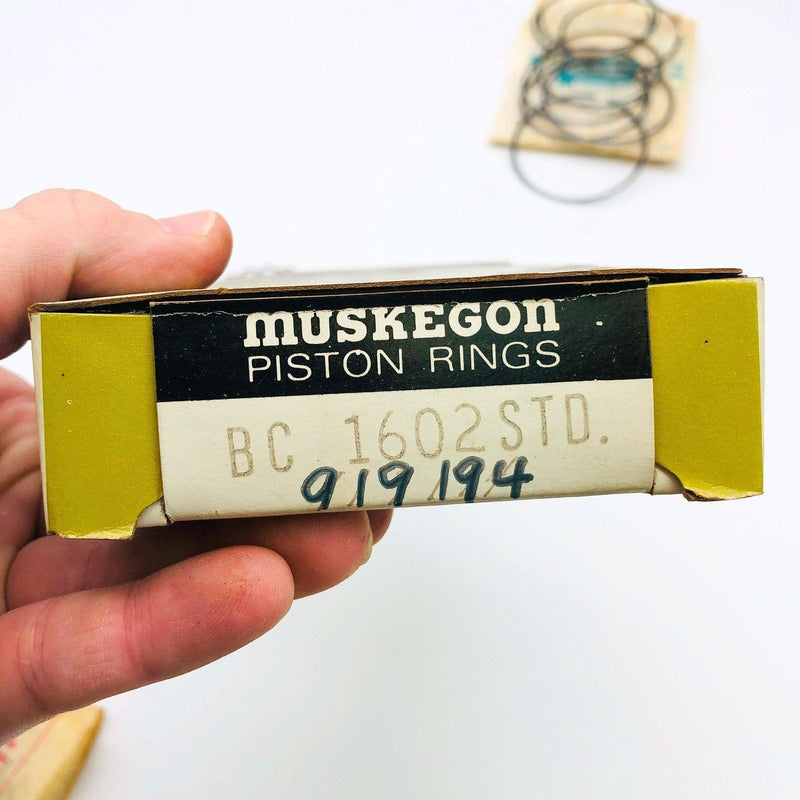 MUSKEGON
PISTON RINGS
BC 1602STD.
919194